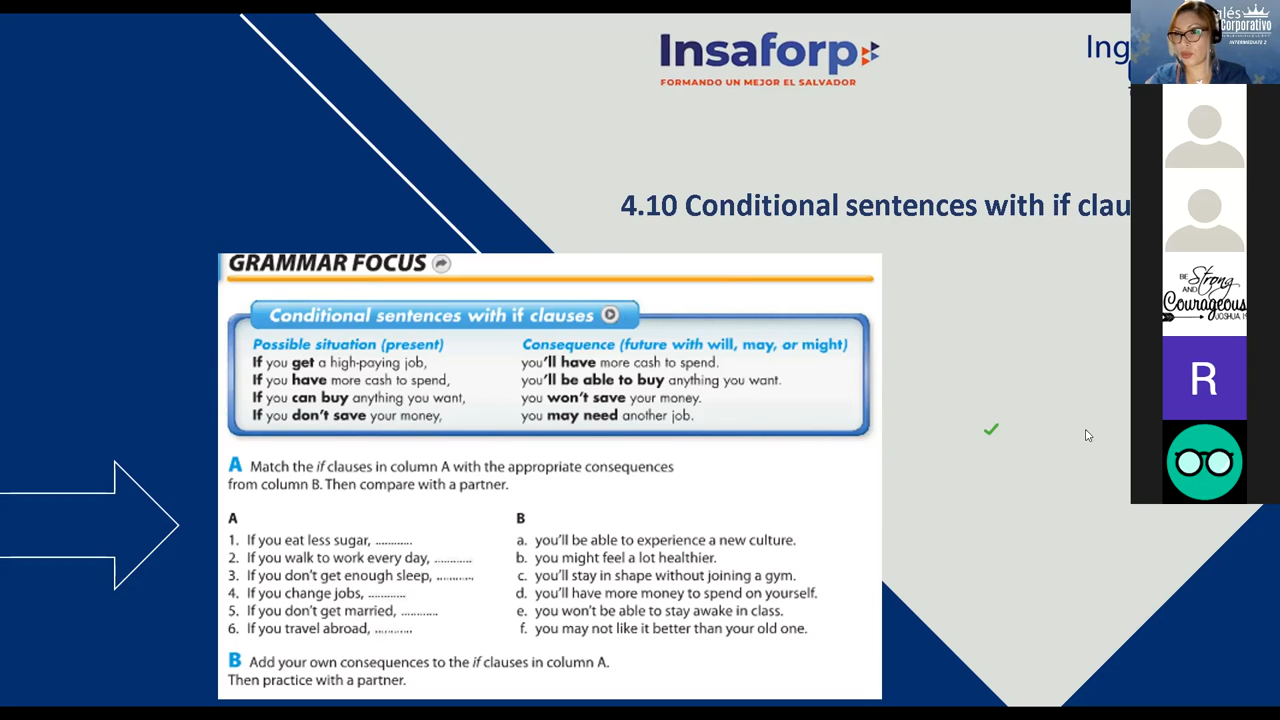 Insaforp
FORMANDO UN MEJOR EL SALVADOR
Ing
glés
Corporativo
INTERMEDIATE 2
4.10 Conditional sentences with if clau
GRAMMAR FOCUS
Conditional sentences with if clauses
Possible situation (present) Consequence (future with will, may, or might)
If you get a high-paying job, you'll have more cash to spend.
If you have more cash to spend, you'll be able to buy anything you want.
If you can buy anything you want, you won't save your money.
If you don't save your money, you may need another job.
A Match the if clauses in column A with the appropriate consequences
from column B. Then compare with a partner.
A B
1. If you eat less sugar, ............ a. you'll be able to experience a new culture.
2. If you walk to work every day, ............ b. you might feel a lot healthier.
3. If you don't get enough sleep, ............ c. you'll stay in shape without joining a gym.
4. If you change jobs, ............ d. you'll have more money to spend on yourself.
5. If you don't get married, ............ e. you won't be able to stay awake in class.
6. If you travel abroad, ............ f. you may not like it better than your old one.
B Add your own consequences to the if clauses in column A.
Then practice with a partner.
BE
Strong
AND
Courageous
JOSHUA 1:9
R